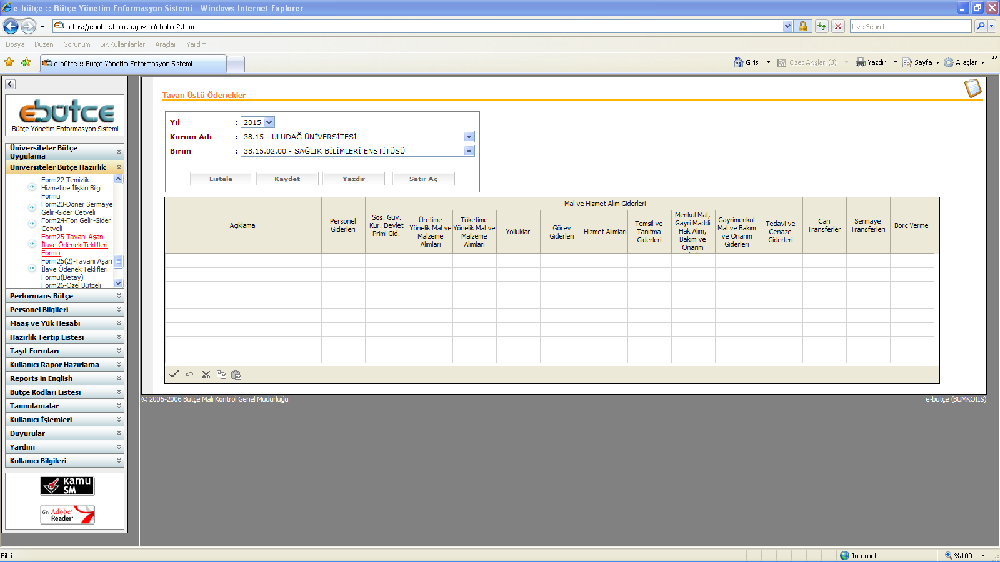 e-bütçe :: Bütçe Yönetim Enformasyon Sistemi - Windows Internet Explorer
https://ebutce.bumko.gov.tr/ebutce2.htm
Live Search
Dosya Düzen Görünüm Sık Kullanılanlar Araçlar Yardım
e-bütçe :: Bütçe Yönetim Enformasyon Sistemi
Giriş Özet Akışları (J) Yazdır Sayfa Araçlar »
ebütçe
Bütçe Yönetim Enformasyon Sistemi
Üniversiteler Bütçe
Uygulama
Üniversiteler Bütçe Hazırlık
Formu
Form22-Temizlik
Hizmetine İlişkin Bilgi
Formu
Form23-Döner Sermaye
Gelir-Gider Cetveli
Form24-Fon Gelir-Gider
Cetveli
Form25-Tavanı Aşan
İlave Ödenek Teklifleri
Formu
Form25(2)-Tavanı Aşan
İlave Ödenek Teklifleri
Formu(Detay)
Form26-Özel Bütçeli
Performans Bütçe
Personel Bilgileri
Maaş ve Yük Hesabı
Hazırlık Tertip Listesi
Taşıt Formları
Kullanıcı Rapor Hazırlama
Reports in English
Bütçe Kodları Listesi
Tanımlamalar
Kullanıcı İşlemleri
Duyurular
Yardım
Kullanıcı Bilgileri
KAMU
SM
Get Adobe®
Reader®
Tavan Üstü Ödenekler
Yıl : 2015
Kurum Adı : 38.15 - ULUDAĞ ÜNİVERSİTESİ
Birim : 38.15.02.00 - SAĞLIK BİLİMLERİ ENSTİTÜSÜ
Listele Kaydet Yazdır Satır Aç
Açıklama
Personel
Giderleri
Sos. Güv.
Kur. Devlet
Primi Gid.
Mal ve Hizmet Alım Giderleri
Üretime
Yönelik Mal ve
Malzeme
Alımları
Tüketime
Yönelik Mal ve
Malzeme
Alımları
Yolluklar
Görev
Giderleri
Hizmet Alımları
Temsil ve
Tanıtma
Giderleri
Menkul Mal,
Gayri Maddi
Hak Alım,
Bakım ve
Onarım
Gayrimenkul
Mal ve Bakım
ve Onarım
Giderleri
Tedavi ve
Cenaze
Giderleri
Cari
Transferler
Sermaye
Transferleri
Borç Verme
© 2005-2006 Bütçe Mali Kontrol Genel Müdürlüğü
e-bütçe (BUMKOIIS)
Bitti
Internet
%100